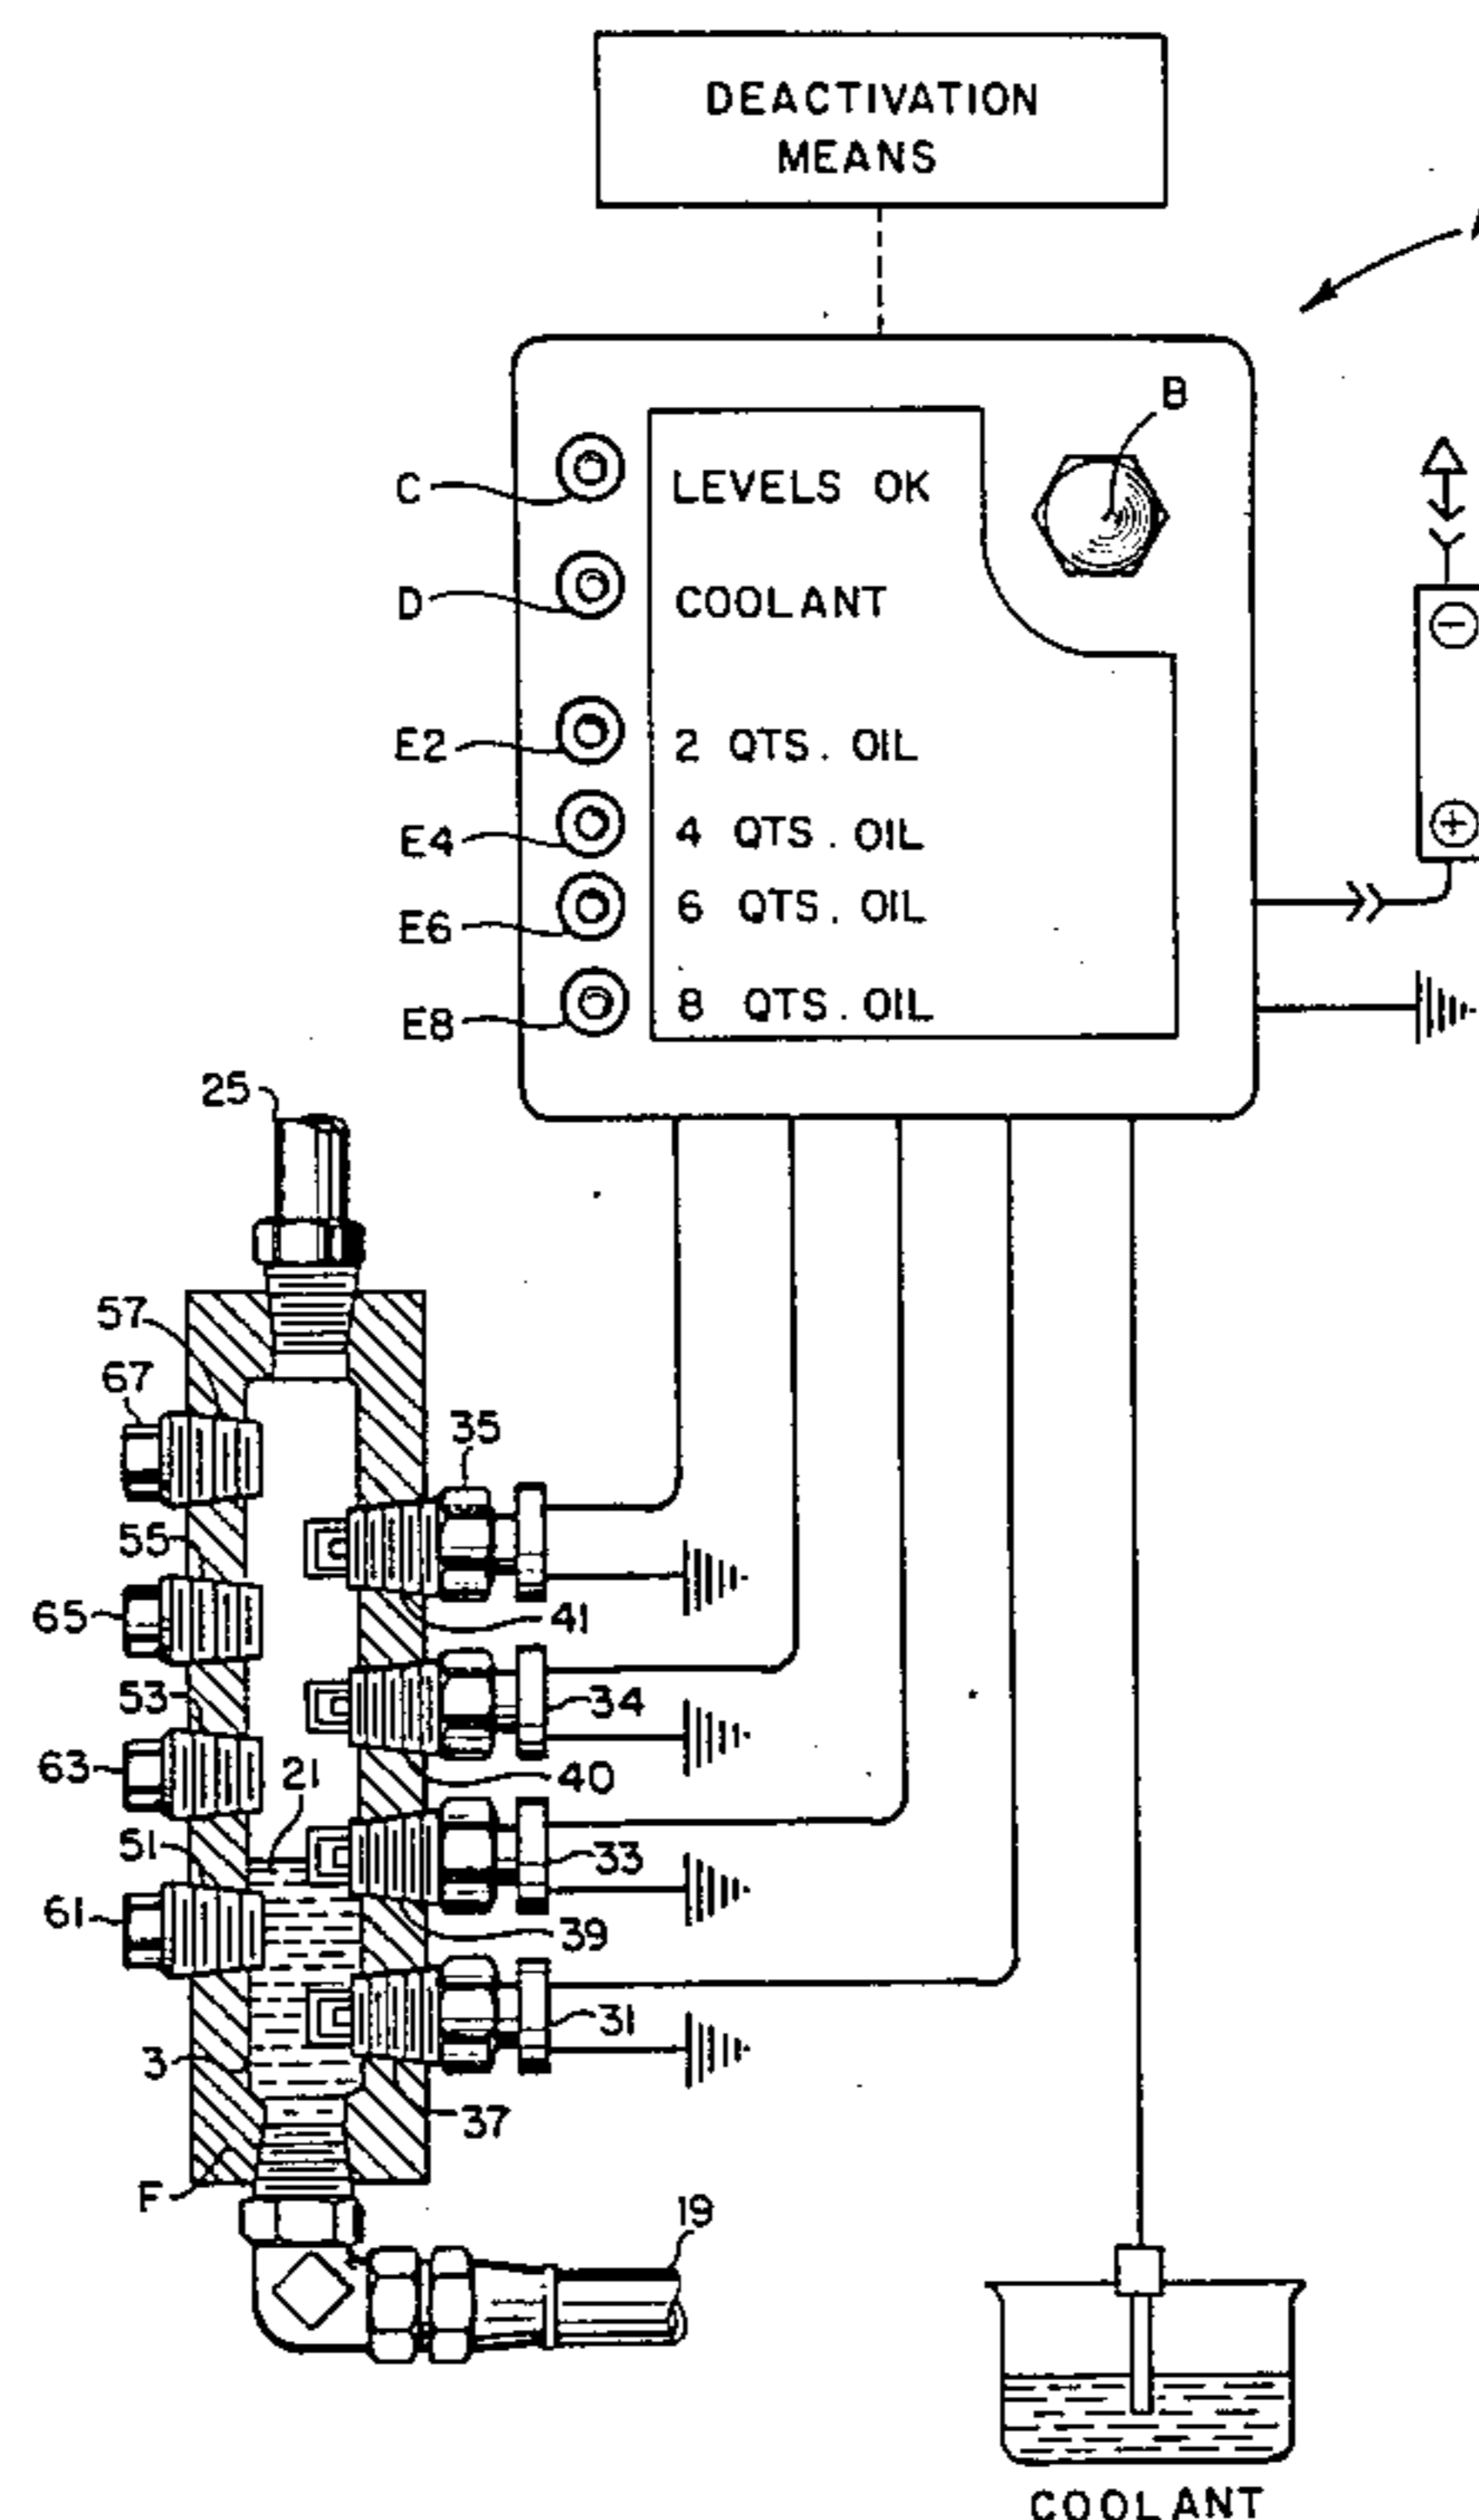 DEACTIVATION
MEANS
B
C
LEVELS OK
D
COOLANT
E2
2 QTS. OIL
E4
4 QTS. OIL
E6
6 QTS. OIL
E8
8 QTS. OIL
25
57
67
35
55
65
41
53
34
63
21
40
51
33
61
39
31
3
37
F
19
COOLANT